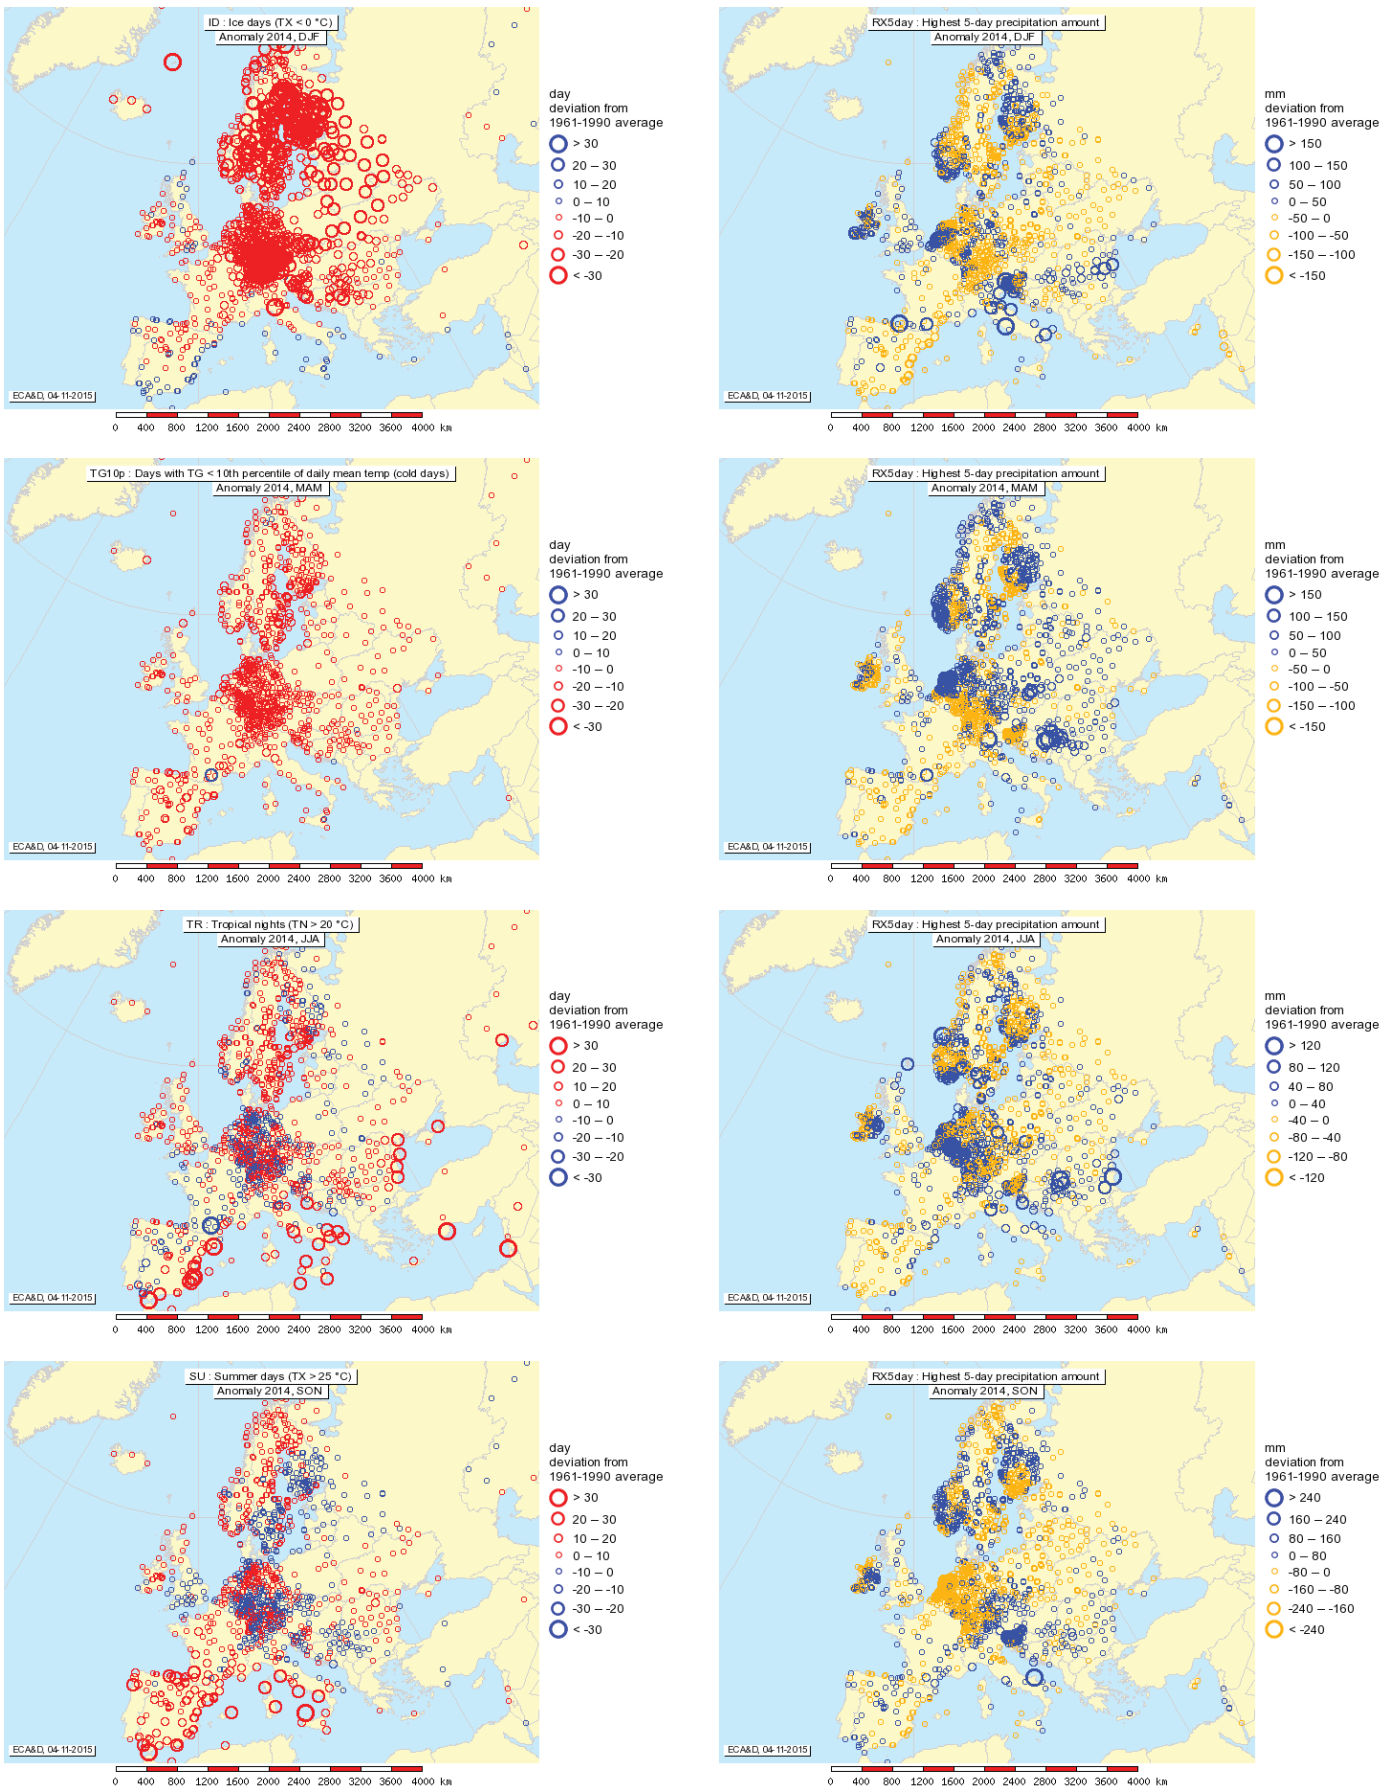 ID : Ice days (TX < 0 °C)
Anomaly 2014, DJF
day
deviation from
1961-1990 average
> 30
20 – 30
10 – 20
0 – 10
-10 – 0
-20 – -10
-30 – -20
< -30
ECA&D, 04-11-2015
0 400 800 1200 1600 2000 2400 2800 3200 3600 4000 km
RX5day : Highest 5-day precipitation amount
Anomaly 2014, DJF
mm
deviation from
1961-1990 average
> 150
100 – 150
50 – 100
0 – 50
-50 – 0
-100 – -50
-150 – -100
< -150
ECA&D, 04-11-2015
0 400 800 1200 1600 2000 2400 2800 3200 3600 4000 km
TG10p : Days with TG < 10th percentile of daily mean temp (cold days)
Anomaly 2014, MAM
day
deviation from
1961-1990 average
> 30
20 – 30
10 – 20
0 – 10
-10 – 0
-20 – -10
-30 – -20
< -30
ECA&D, 04-11-2015
0 400 800 1200 1600 2000 2400 2800 3200 3600 4000 km
RX5day : Highest 5-day precipitation amount
Anomaly 2014, MAM
mm
deviation from
1961-1990 average
> 150
100 – 150
50 – 100
0 – 50
-50 – 0
-100 – -50
-150 – -100
< -150
ECA&D, 04-11-2015
0 400 800 1200 1600 2000 2400 2800 3200 3600 4000 km
TR : Tropical nights (TN > 20 °C)
Anomaly 2014, JJA
day
deviation from
1961-1990 average
> 30
20 – 30
10 – 20
0 – 10
-10 – 0
-20 – -10
-30 – -20
< -30
ECA&D, 04-11-2015
0 400 800 1200 1600 2000 2400 2800 3200 3600 4000 km
RX5day : Highest 5-day precipitation amount
Anomaly 2014, JJA
mm
deviation from
1961-1990 average
> 120
80 – 120
40 – 80
0 – 40
-40 – 0
-80 – -40
-120 – -80
< -120
ECA&D, 04-11-2015
0 400 800 1200 1600 2000 2400 2800 3200 3600 4000 km
SU : Summer days (TX > 25 °C)
Anomaly 2014, SON
day
deviation from
1961-1990 average
> 30
20 – 30
10 – 20
0 – 10
-10 – 0
-20 – -10
-30 – -20
< -30
ECA&D, 04-11-2015
0 400 800 1200 1600 2000 2400 2800 3200 3600 4000 km
RX5day : Highest 5-day precipitation amount
Anomaly 2014, SON
mm
deviation from
1961-1990 average
> 240
160 – 240
80 – 160
0 – 80
-80 – 0
-160 – -80
-240 – -160
< -240
ECA&D, 04-11-2015
0 400 800 1200 1600 2000 2400 2800 3200 3600 4000 km